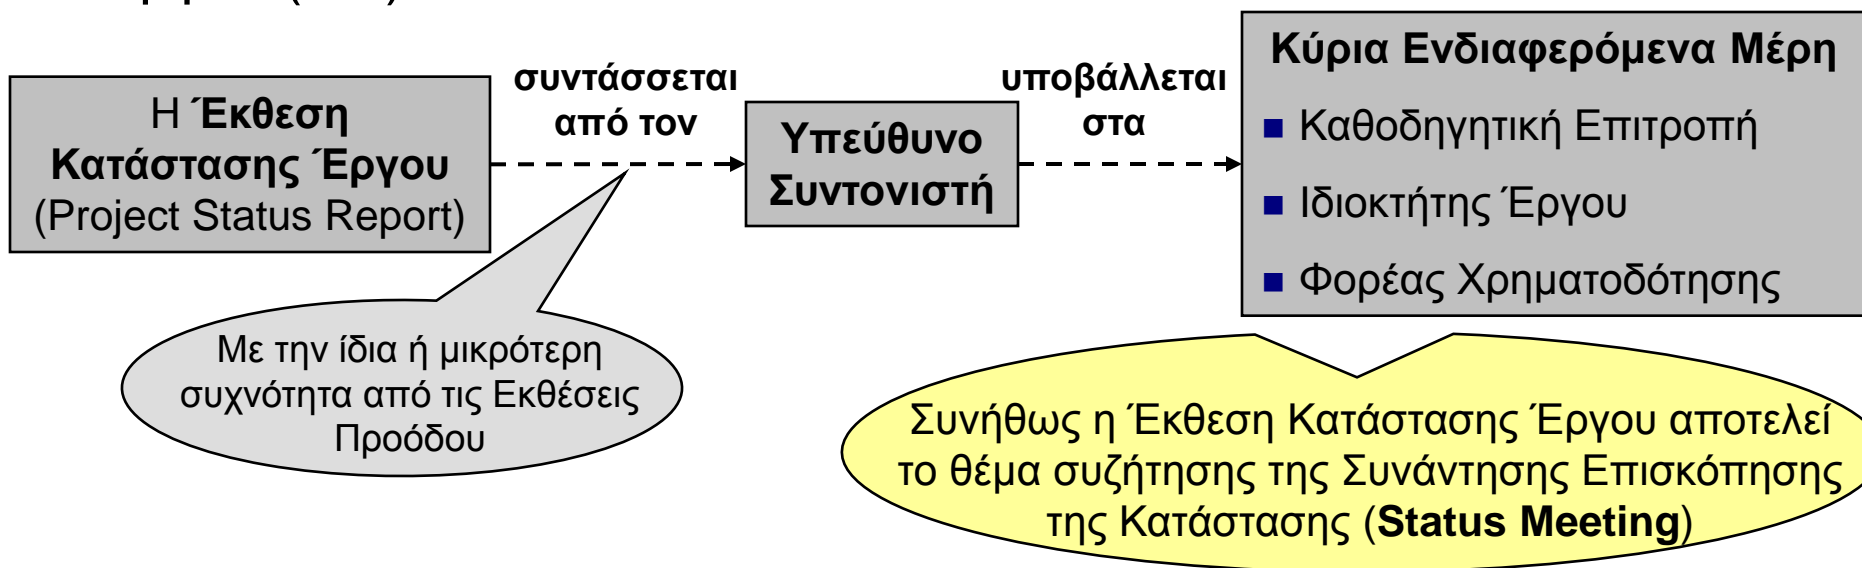 Η Έκθεση
Κατάστασης Έργου
(Project Status Report)
συντάσσεται
από τον
Υπεύθυνο
Συντονιστή
υποβάλλεται
στα
Κύρια Ενδιαφερόμενα Μέρη
Καθοδηγητική Επιτροπή
Ιδιοκτήτης Έργου
Φορέας Χρηματοδότησης
Με την ίδια ή μικρότερη
συχνότητα από τις Εκθέσεις
Προόδου
Συνήθως η Έκθεση Κατάστασης Έργου αποτελεί
το θέμα συζήτησης της Συνάντησης Επισκόπησης
της Κατάστασης (Status Meeting)